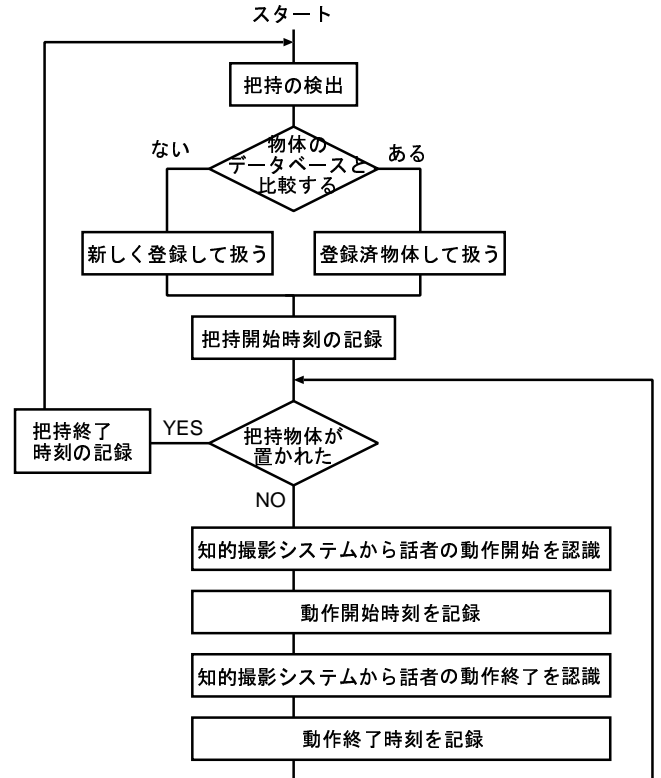 スタート
把持の検出
物体の
データベースと
比較する
ない
ある
新しく登録して扱う
登録済物体して扱う
把持開始時刻の記録
把持終了
時刻の記録
YES
把持物体が
置かれた
NO
知的撮影システムから話者の動作開始を認識
動作開始時刻を記録
知的撮影システムから話者の動作終了を認識
動作終了時刻を記録